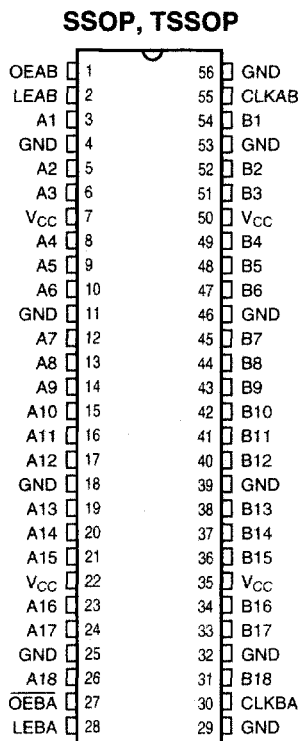 SSOP, TSSOP
OEAB 1 56 GND
LEAB 2 55 CLKAB
A1 3 54 B1
GND 4 53 GND
A2 5 52 B2
A3 6 51 B3
VCC 7 50 VCC
A4 8 49 B4
A5 9 48 B5
A6 10 47 B6
GND 11 46 GND
A7 12 45 B7
A8 13 44 B8
A9 14 43 B9
A10 15 42 B10
A11 16 41 B11
A12 17 40 B12
GND 18 39 GND
A13 19 38 B13
A14 20 37 B14
A15 21 36 B15
VCC 22 35 VCC
A16 23 34 B16
A17 24 33 B17
GND 25 32 GND
A18 26 31 B18
OEBA 27 30 CLKBA
LEBA 28 29 GND